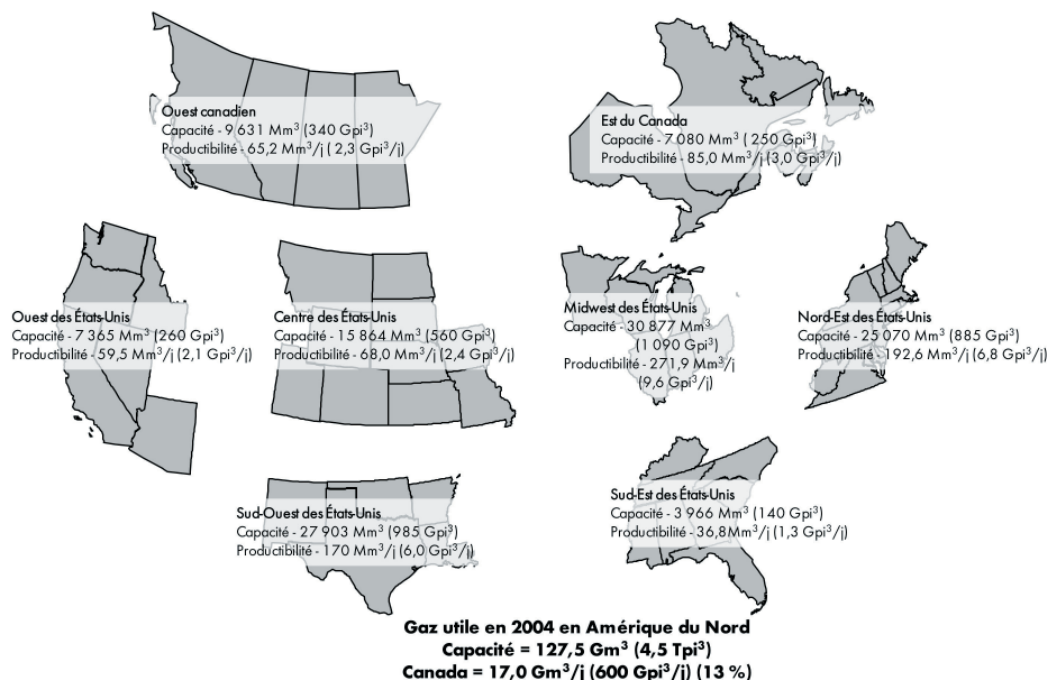 Ouest canadien
Capacité - 9 631 Mm³ (340 Gpi³)
Productibilité - 65,2 Mm³/j ( 2,3 Gpi³/j)
Est du Canada
Capacité - 7 080 Mm³ ( 250 Gpi³)
Productibilité - 85,0 Mm³/j (3,0 Gpi³/j)
Ouest des États-Unis
Capacité - 7 365 Mm³ (260 Gpi³)
Productibilité - 59,5 Mm³/j (2,1 Gpi³/j)
Centre des États-Unis
Capacité - 15 864 Mm³ (560 Gpi³)
Productibilité - 68,0 Mm³/j (2,4 Gpi³/j)
Midwest des États-Unis
Capacité - 30 877 Mm³
(1 090 Gpi³)
Productibilité - 271,9 Mm³/j
(9,6 Gpi³/j)
Nord-Est des États-Unis
Capacité - 25 070 Mm³ (885 Gpi³)
Productibilité - 192,6 Mm³/j (6,8 Gpi³/j)
Sud-Ouest des États-Unis
Capacité - 27 903 Mm³ (985 Gpi³)
Productibilité - 170 Mm³/j (6,0 Gpi³/j)
Sud-Est des États-Unis
Capacité - 3 966 Mm³ (140 Gpi³)
Productibilité - 36,8Mm³/j (1,3 Gpi³/j)
Gaz utile en 2004 en Amérique du Nord
Capacité = 127,5 Gm³ (4,5 Tpi³)
Canada = 17,0 Gm³/j (600 Gpi³/j) (13 %)